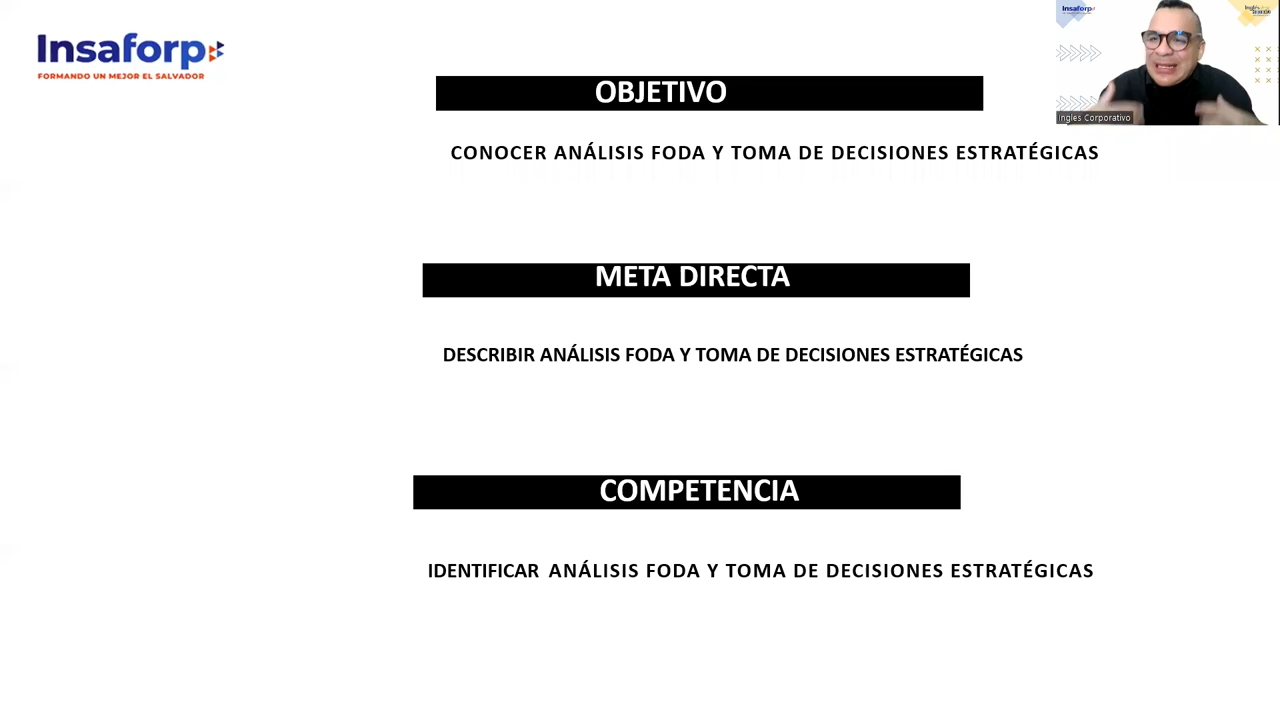 Insaforp
FORMANDO UN MEJOR EL SALVADOR
OBJETIVO
CONOCER ANÁLISIS FODA Y TOMA DE DECISIONES ESTRATÉGICAS
META DIRECTA
DESCRIBIR ANÁLISIS FODA Y TOMA DE DECISIONES ESTRATÉGICAS
COMPETENCIA
IDENTIFICAR ANÁLISIS FODA Y TOMA DE DECISIONES ESTRATÉGICAS
Insaforp
Ingles Corporativo